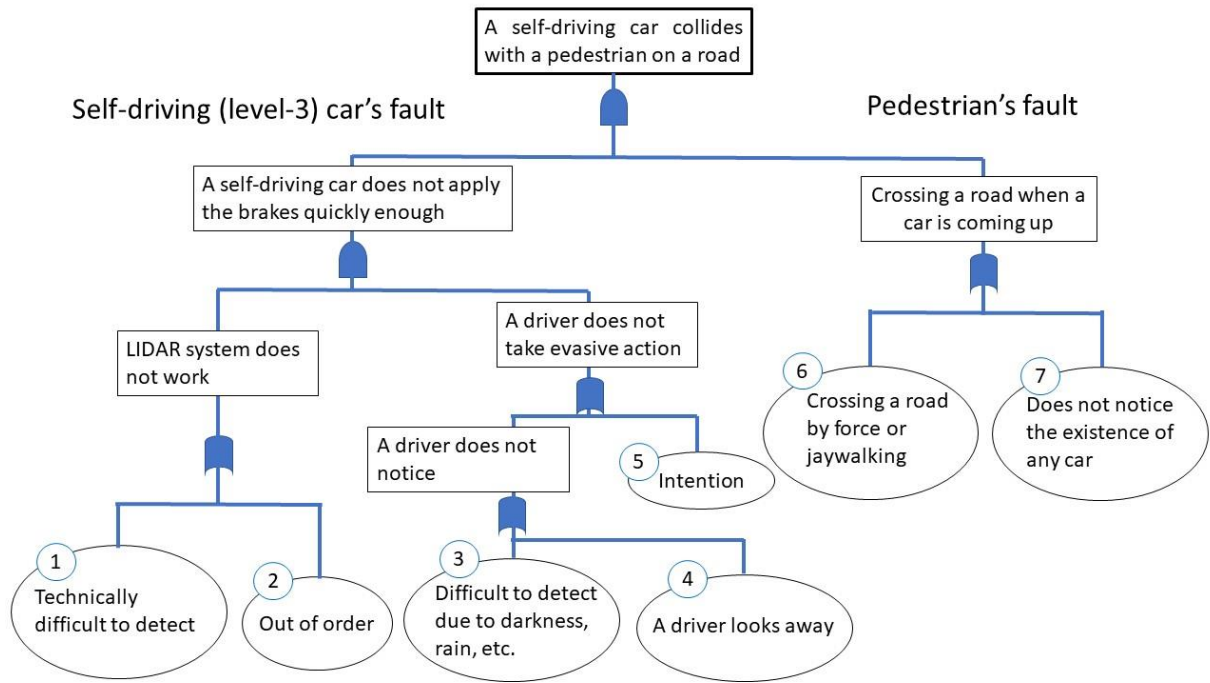 A self-driving car collides
with a pedestrian on a road
Self-driving (level-3) car's fault
Pedestrian's fault
A self-driving car does not apply
the brakes quickly enough
Crossing a road when a
car is coming up
LIDAR system does
not work
A driver does not
take evasive action
A driver does not
notice
5
Intention
6
Crossing a road
by force or
jaywalking
7
Does not notice
the existence of
any car
1
Technically
difficult to detect
2
Out of order
3
Difficult to detect
due to darkness,
rain, etc.
4
A driver looks away